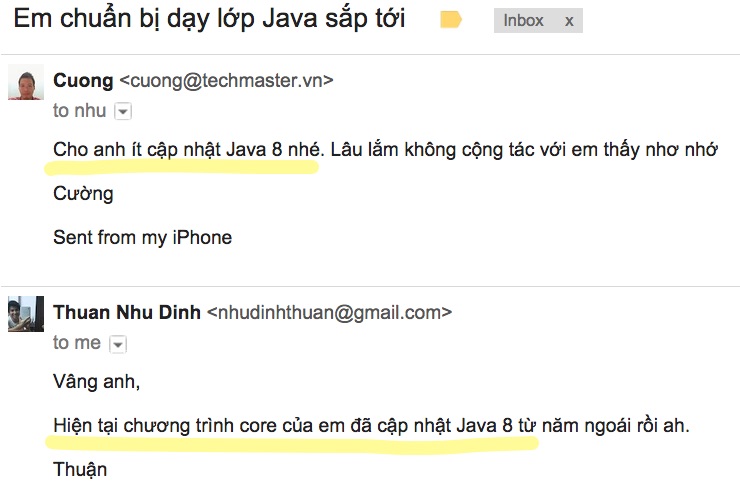 Em chuẩn bị dạy lớp Java sắp tới
Inbox x
Cuong <cuong@techmaster.vn>
to nhu
Cho anh ít cập nhật Java 8 nhé. Lâu lắm không cộng tác với em thấy nhơ nhớ
Cường
Sent from my iPhone
Thuan Nhu Dinh <nhudinhthuan@gmail.com>
to me
Vâng anh,
Hiện tại chương trình core của em đã cập nhật Java 8 từ năm ngoái rồi ah.
Thuận